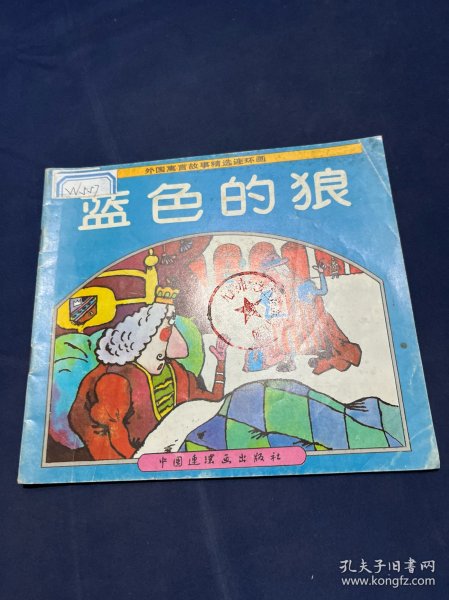 外国寓言故事精选连环画
WN7
蓝色的狼
中国连环画出版社
孔夫子旧书网
www.kongfz.com